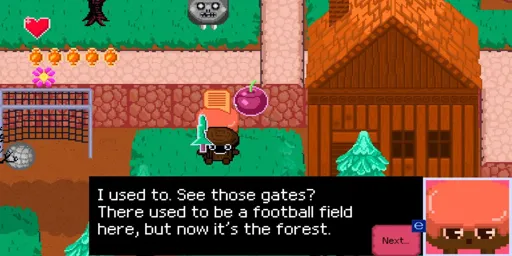 I used to. See those gates?
There used to be a football field
here, but now it's the forest.
e
Next...